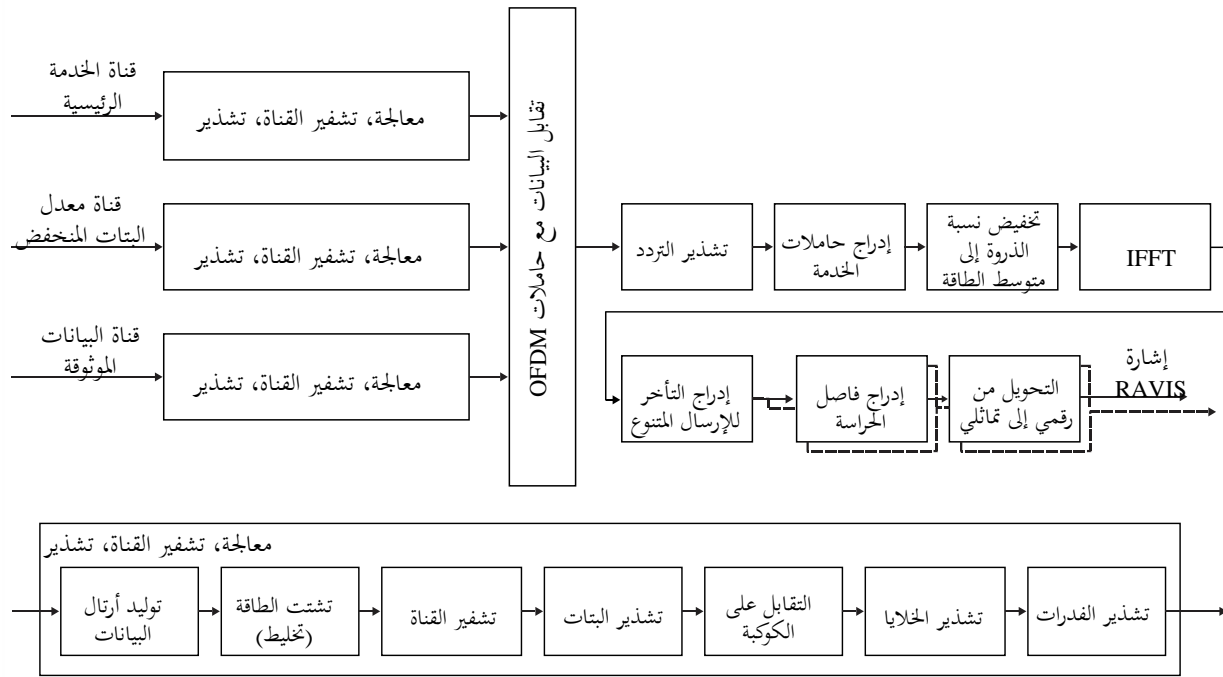 قناة الخدمة
الرئيسية
معالجة، تشفير القناة، تشذير
قناة معدل
البتات المنخفض
معالجة، تشفير القناة، تشذير
قناة البيانات
الموثوقة
معالجة، تشفير القناة، تشذير
تقابل البيانات مع حاملات OFDM
تشذير التردد
إدراج حاملات
الخدمة
تخفيض نسبة
الذروة إلى
متوسط الطاقة
IFFT
إدراج التأخر
للإرسال المتنوع
إدراج فاصل
الحراسة
التحويل من
رقمي إلى تماثلي
إشارة
RAVIS
معالجة، تشفير القناة، تشذير
توليد أرتال
البيانات
تشتت الطاقة
(تخليط)
تشفير القناة
تشذير البتات
التقابل على
الكوكبة
تشذير الخلايا
تشذير الفدرات